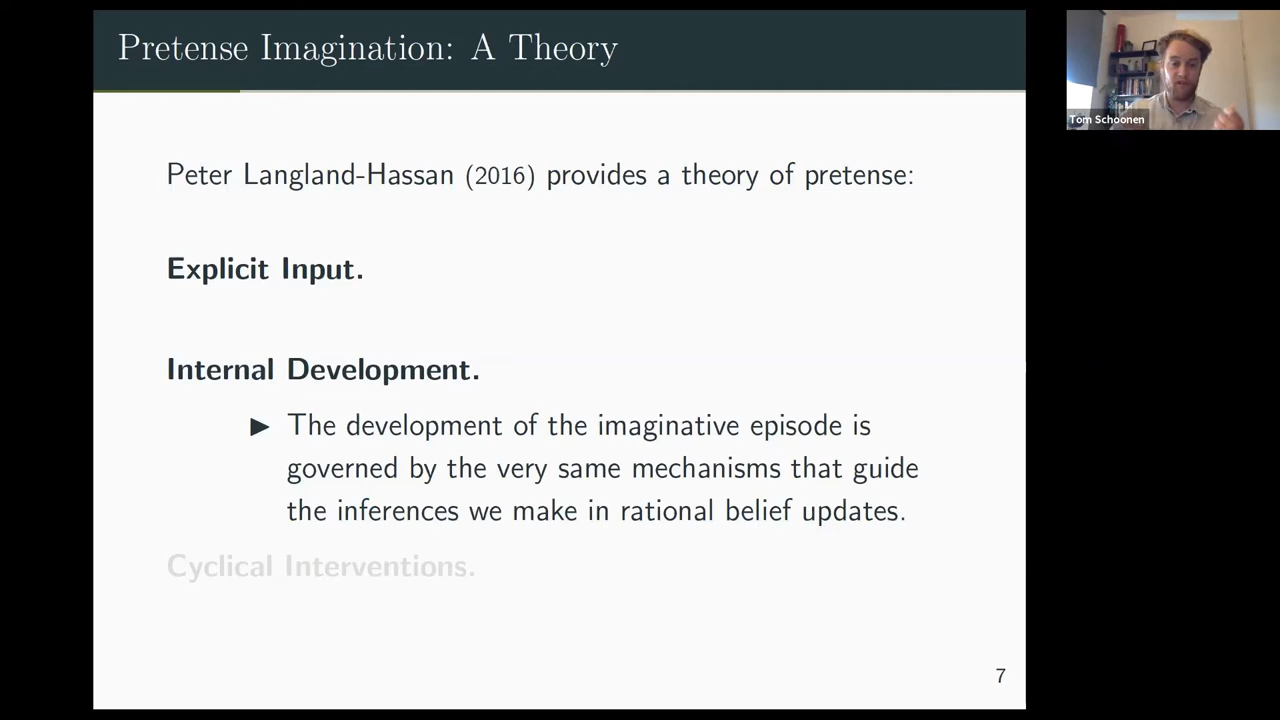 Pretense Imagination: A Theory
Tom Schoonen
Peter Langland-Hassan (2016) provides a theory of pretense:
Explicit Input.
Internal Development.
▶ The development of the imaginative episode is
governed by the very same mechanisms that guide
the inferences we make in rational belief updates.
Cyclical Interventions.
7